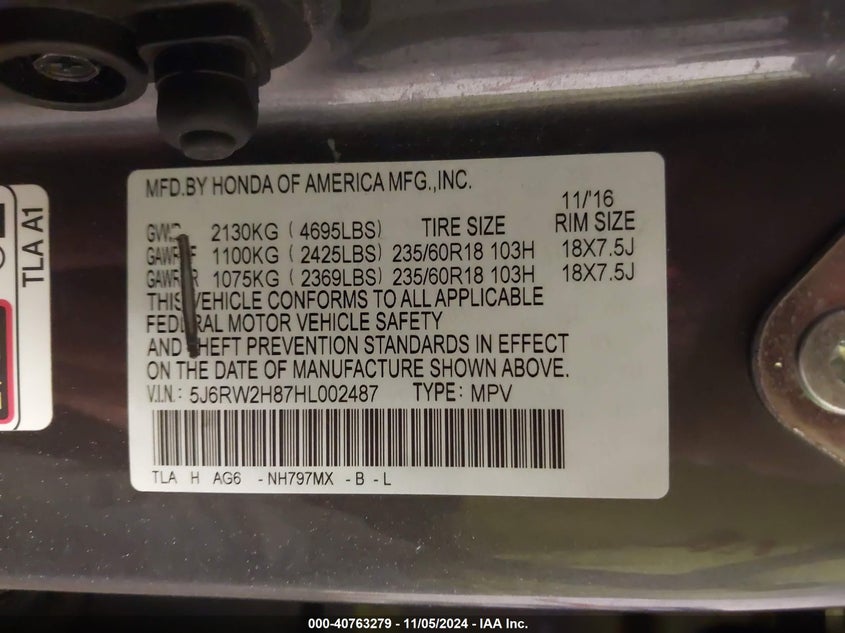 MFD.BY HONDA OF AMERICA MFG.,INC.
11/'16
2130KG ( 4695LBS) TIRE SIZE RIM SIZE
1100KG ( 2425LBS) 235/60R18 103H 18X7.5J
1075KG ( 2369LBS) 235/60R18 103H 18X7.5J
THIS VEHICLE CONFORMS TO ALL APPLICABLE
FEDERAL MOTOR VEHICLE SAFETY
AND THEFT PREVENTION STANDARDS IN EFFECT
ON THE DATE OF MANUFACTURE SHOWN ABOVE.
V.I.N.: 5J6RW2H87HL002487 TYPE: MPV
TLA H AG6 -NH797MX -B -L
TLA A1
000-40763279 - 11/05/2024 - IAA Inc.